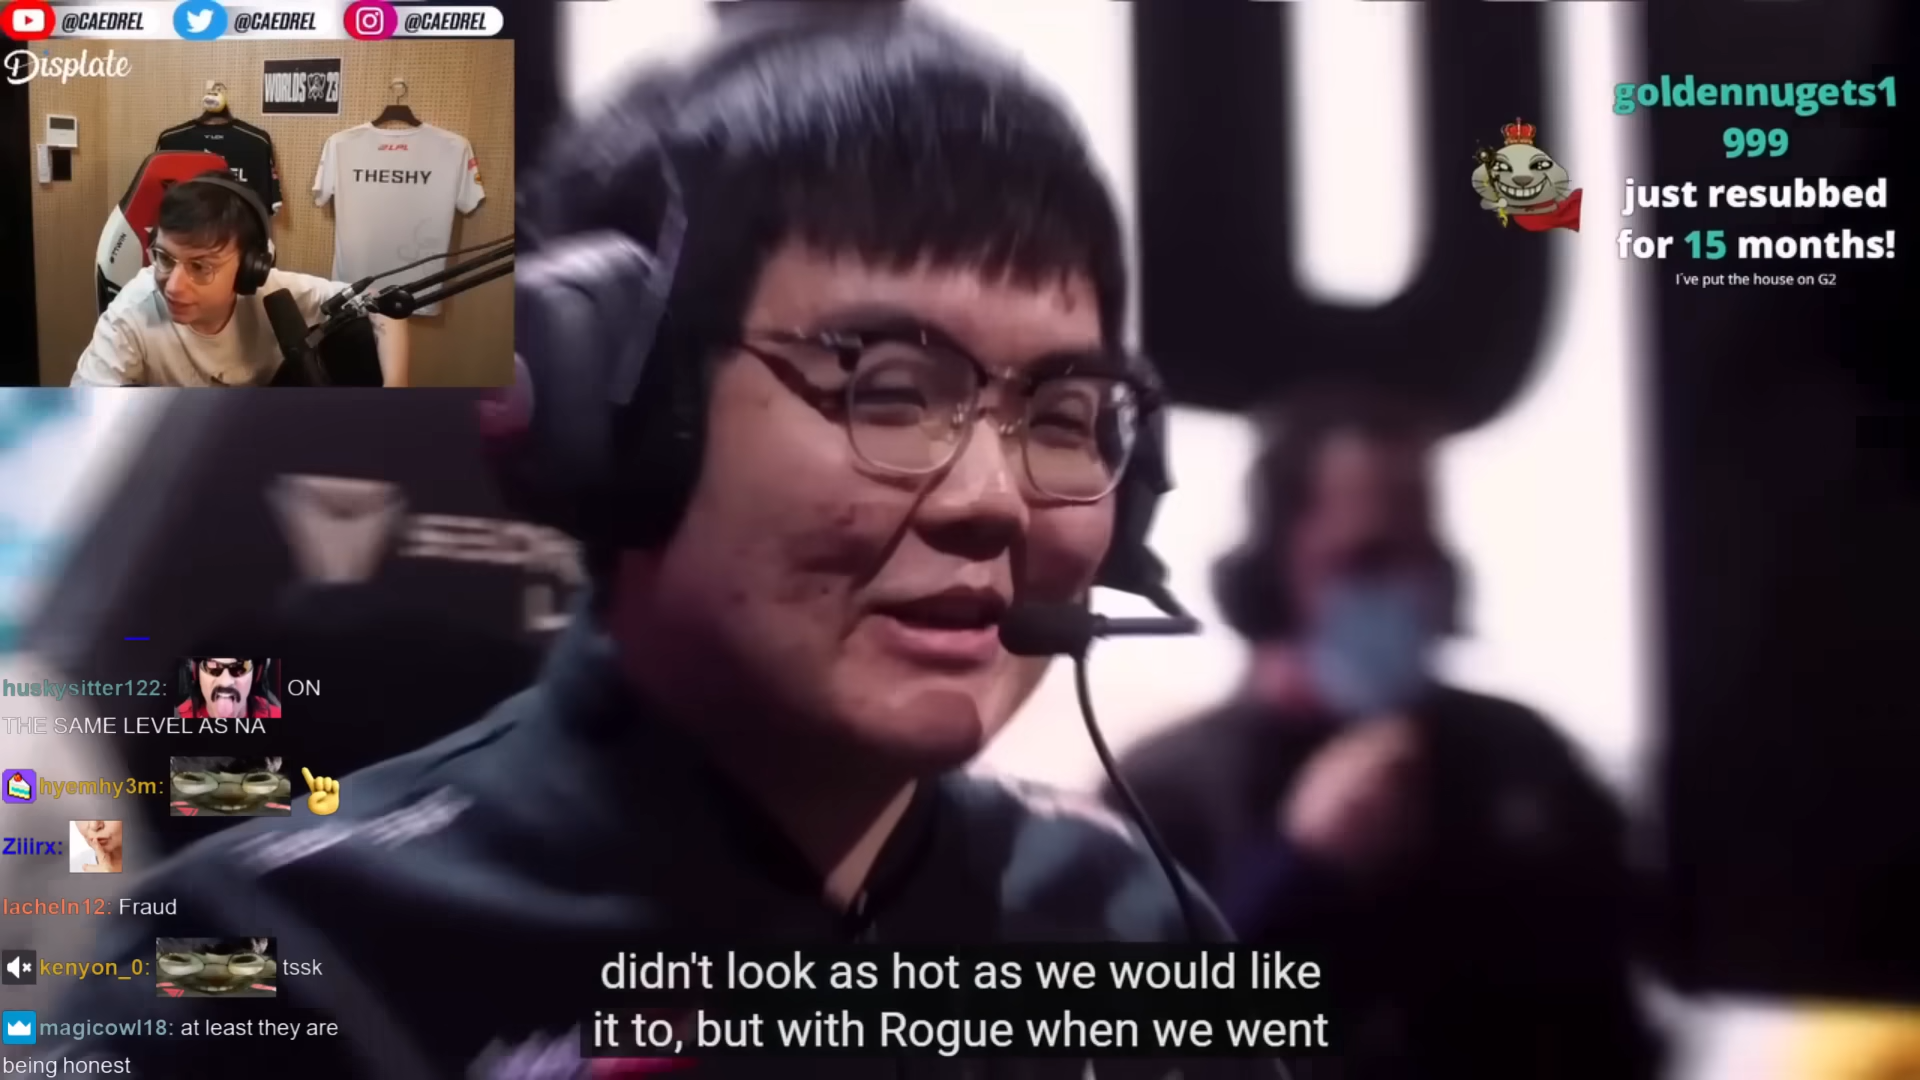 @CAEDREL
@CAEDREL
@CAEDREL
Displate
WORLDS 23
THESHY
goldennugets1
999
just resubbed
for 15 months!
I've put the house on G2
huskysitter122: ON
THE SAME LEVEL AS NA
hyemhy3m:
Ziiirx:
lacheln12: Fraud
kenyon_0: tssk
magicowl18: at least they are
being honest
didn't look as hot as we would like
it to, but with Rogue when we went